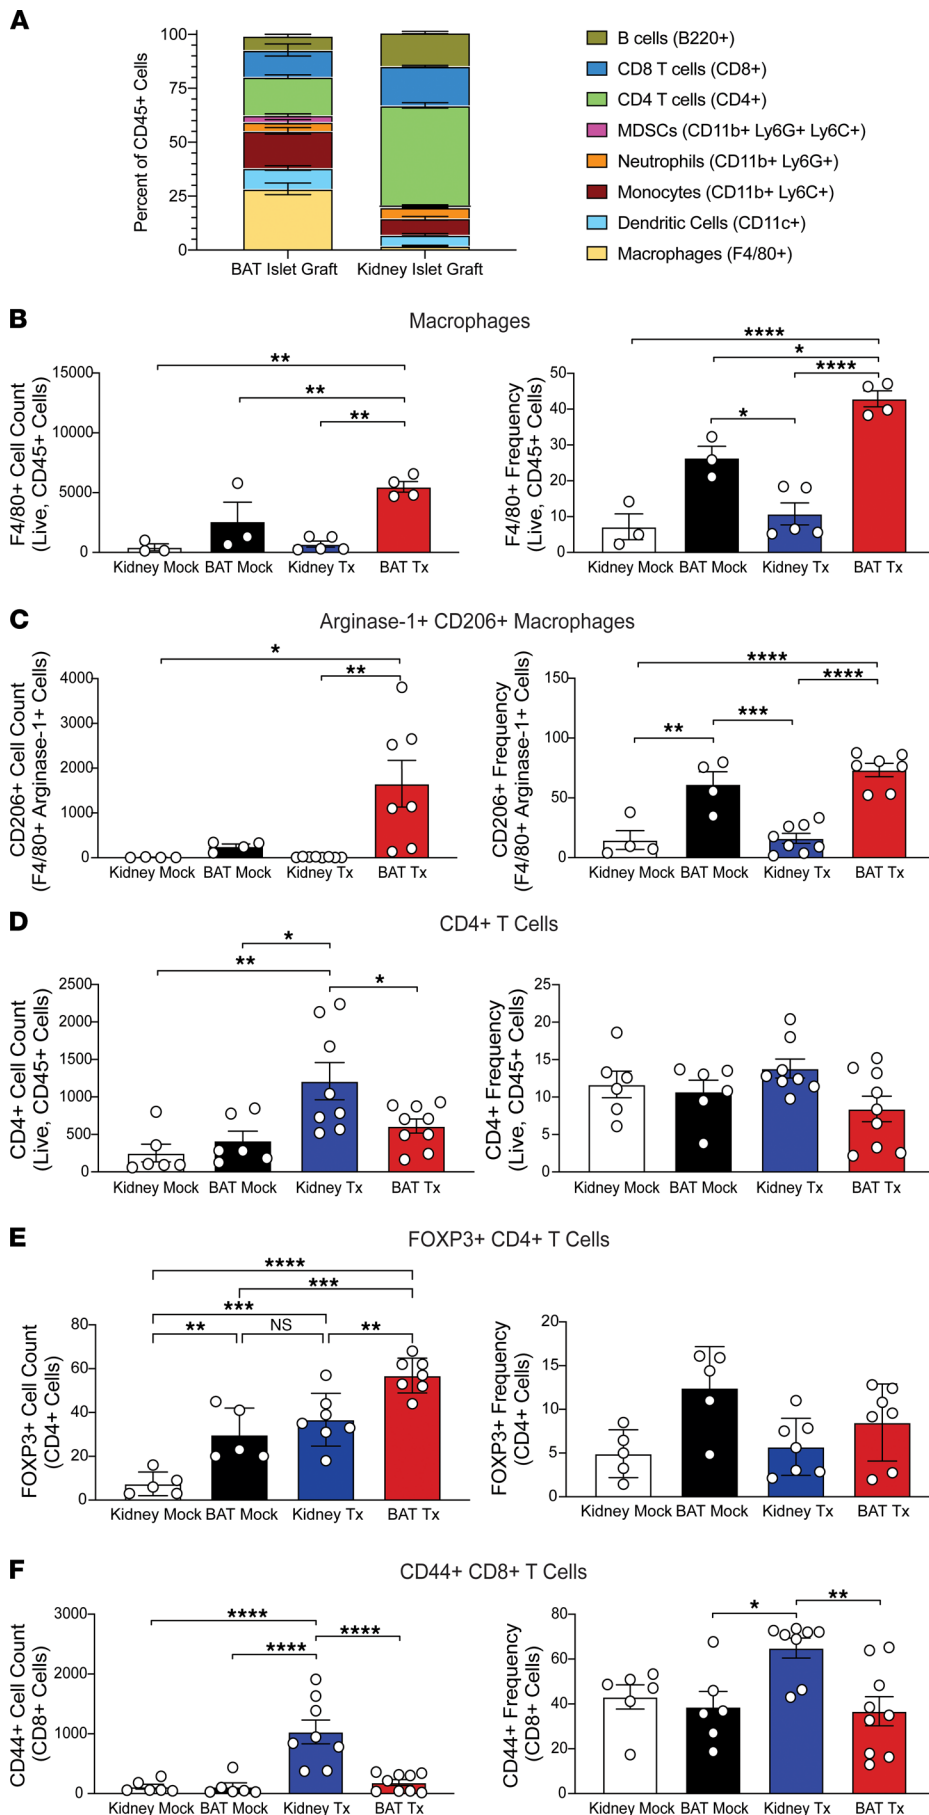 A
Percent of CD45+ Cells
100
75
50
25
0
BAT Islet Graft
Kidney Islet Graft
B cells (B220+)
CD8 T cells (CD8+)
CD4 T cells (CD4+)
MDSCs (CD11b+ Ly6G+ Ly6C+)
Neutrophils (CD11b+ Ly6G+)
Monocytes (CD11b+ Ly6C+)
Dendritic Cells (CD11c+)
Macrophages (F4/80+)
B
Macrophages
F4/80+ Cell Count
(Live, CD45+ Cells)
15000
10000
5000
0
**
**
**
Kidney Mock BAT Mock Kidney Tx BAT Tx
F4/80+ Frequency
(Live, CD45+ Cells)
50
40
30
20
10
0
****
*
****
*
Kidney Mock BAT Mock Kidney Tx BAT Tx
C
Arginase-1+ CD206+ Macrophages
CD206+ Cell Count
(F4/80+ Arginase-1+ Cells)
4000
3000
2000
1000
0
*
**
Kidney Mock BAT Mock Kidney Tx BAT Tx
CD206+ Frequency
(F4/80+ Arginase-1+ Cells)
150
100
50
0
****
****
***
**
Kidney Mock BAT Mock Kidney Tx BAT Tx
D
CD4+ T Cells
CD4+ Cell Count
(Live, CD45+ Cells)
2500
2000
1500
1000
500
0
*
**
*
Kidney Mock BAT Mock Kidney Tx BAT Tx
CD4+ Frequency
(Live, CD45+ Cells)
25
20
15
10
5
0
Kidney Mock BAT Mock Kidney Tx BAT Tx
E
FOXP3+ CD4+ T Cells
FOXP3+ Cell Count
(CD4+ Cells)
80
60
40
20
0
****
***
***
** NS **
Kidney Mock BAT Mock Kidney Tx BAT Tx
FOXP3+ Frequency
(CD4+ Cells)
20
15
10
5
0
Kidney Mock BAT Mock Kidney Tx BAT Tx
F
CD44+ CD8+ T Cells
CD44+ Cell Count
(CD8+ Cells)
3000
2000
1000
0
****
****
****
Kidney Mock BAT Mock Kidney Tx BAT Tx
CD44+ Frequency
(CD8+ Cells)
80
60
40
20
0
*
**
Kidney Mock BAT Mock Kidney Tx BAT Tx